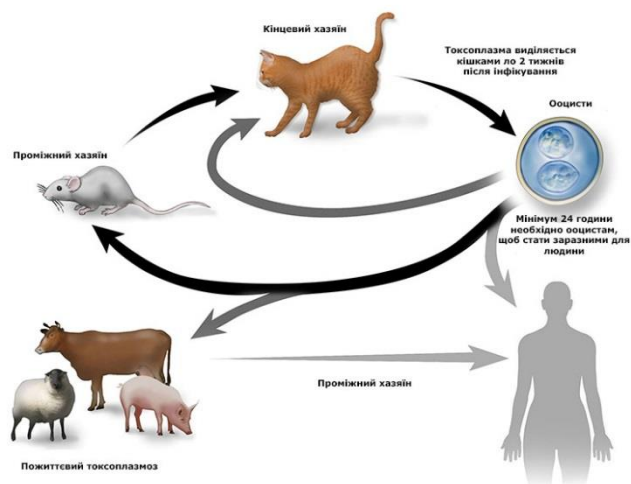 Кінцевий хазяїн
Токсоплазма виділяється
кішками ло 2 тижнів
після інфікування
Ооцисти
Проміжний хазяїн
Мінімум 24 години
необхідно ооцистам,
щоб стати заразними для
людини
Проміжний хазяїн
Пожиттєвий токсоплазмоз